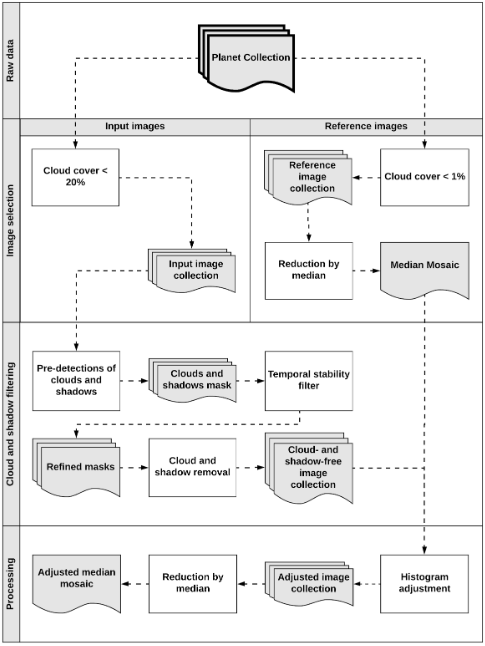 Raw data
Planet Collection
Image selection
Input images
Reference images
Cloud cover <
20%
Reference
image
collection
Cloud cover < 1%
Input image
collection
Reduction by
median
Median Mosaic
Cloud and shadow filtering
Pre-detections of
clouds and
shadows
Clouds and
shadows mask
Temporal stability
filter
Refined masks
Cloud and
shadow removal
Cloud- and
shadow-free
image
collection
Processing
Adjusted median
mosaic
Reduction by
median
Adjusted image
collection
Histogram
adjustment